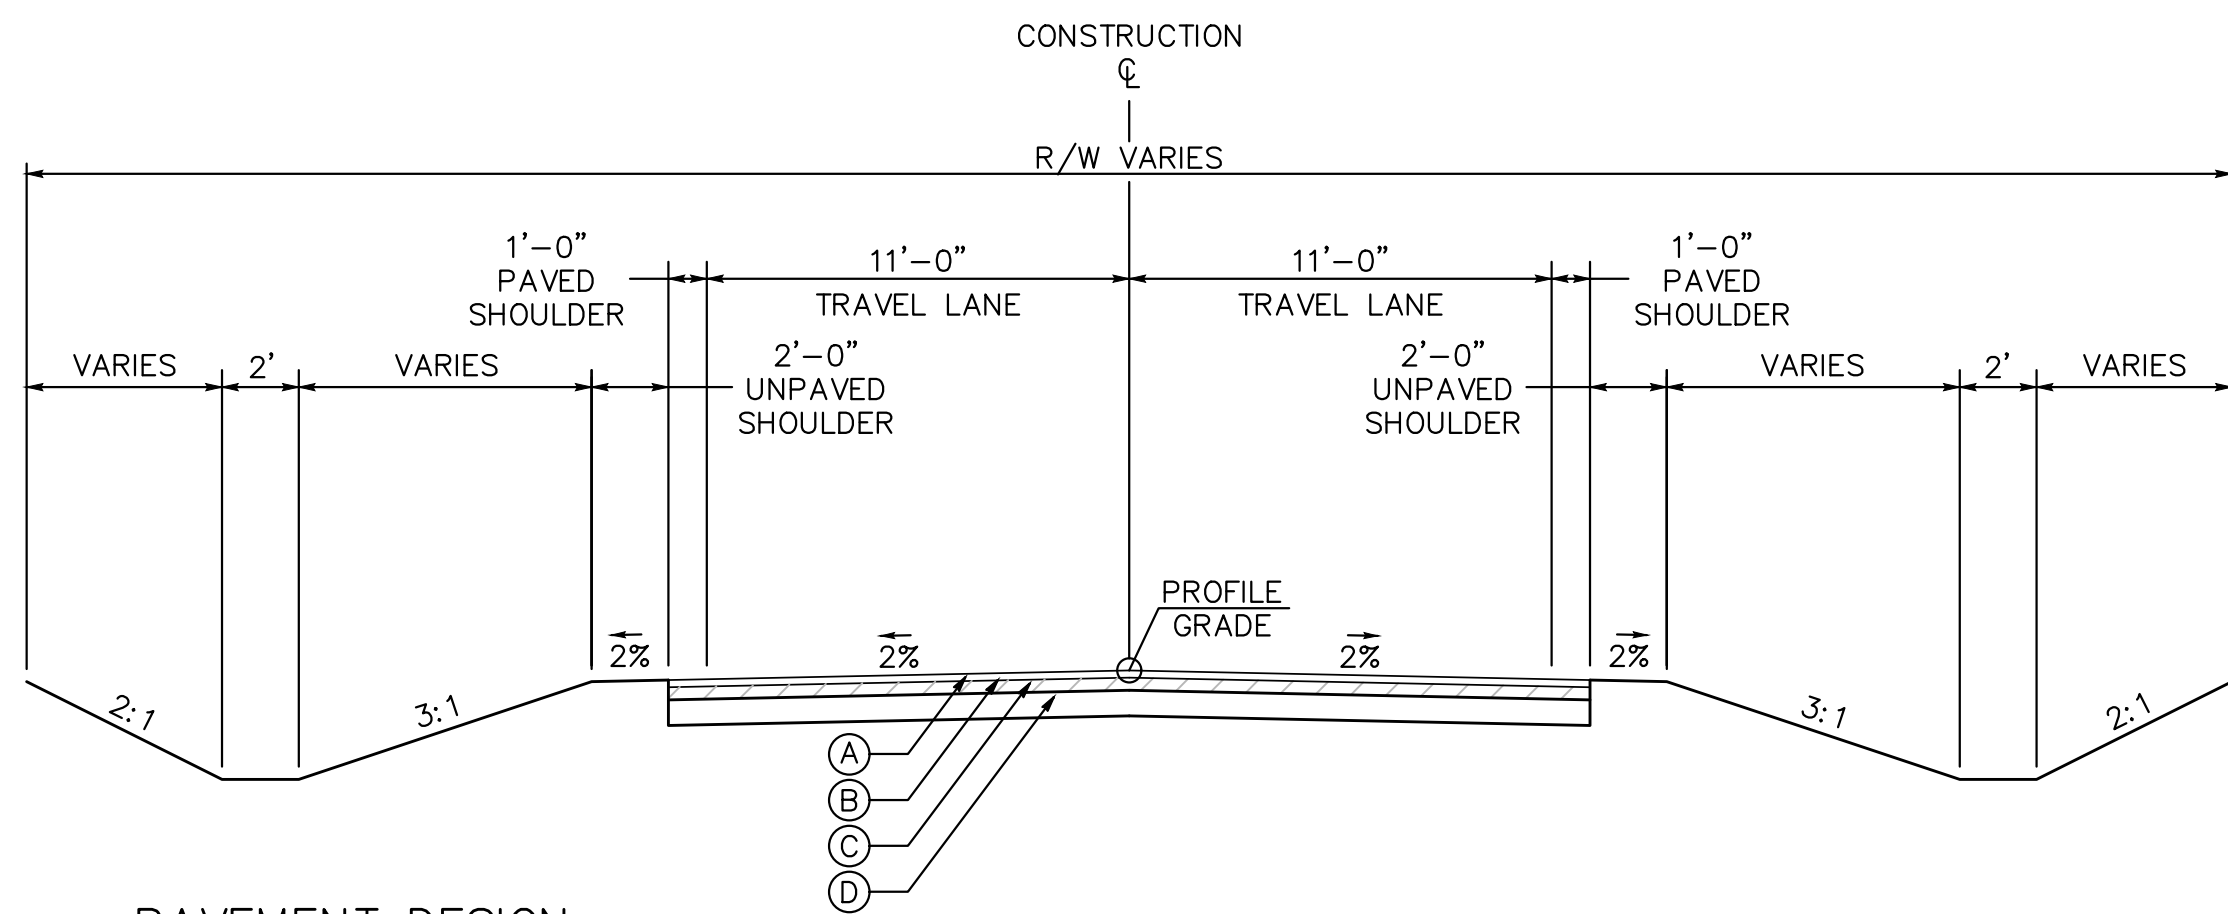 CONSTRUCTION
℄
R/W VARIES
1'-0"
PAVED
SHOULDER
11'-0"
TRAVEL LANE
11'-0"
TRAVEL LANE
1'-0"
PAVED
SHOULDER
VARIES
2'
VARIES
2'-0"
UNPAVED
SHOULDER
2'-0"
UNPAVED
SHOULDER
VARIES
2'
VARIES
PROFILE
GRADE
2%
2%
2%
2%
2:1
3:1
3:1
2:1
A
B
C
D
PAVEMENT DESIGN